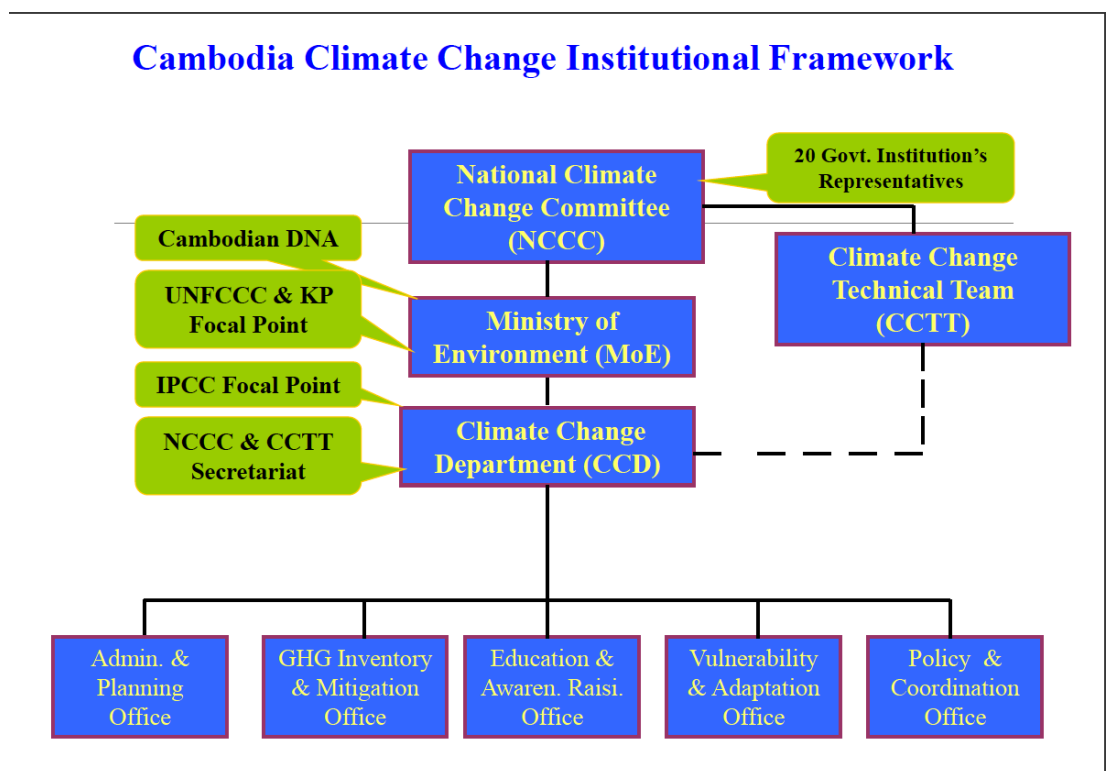 Cambodia Climate Change Institutional Framework
20 Govt. Institution’s
Representatives
National Climate
Change Committee
(NCCC)
Cambodian DNA
Climate Change
Technical Team
(CCTT)
UNFCCC & KP
Focal Point
Ministry of
Environment (MoE)
IPCC Focal Point
NCCC & CCTT
Secretariat
Climate Change
Department (CCD)
Admin. &
Planning
Office
GHG Inventory
& Mitigation
Office
Education &
Awaren. Raisi.
Office
Vulnerability
& Adaptation
Office
Policy &
Coordination
Office